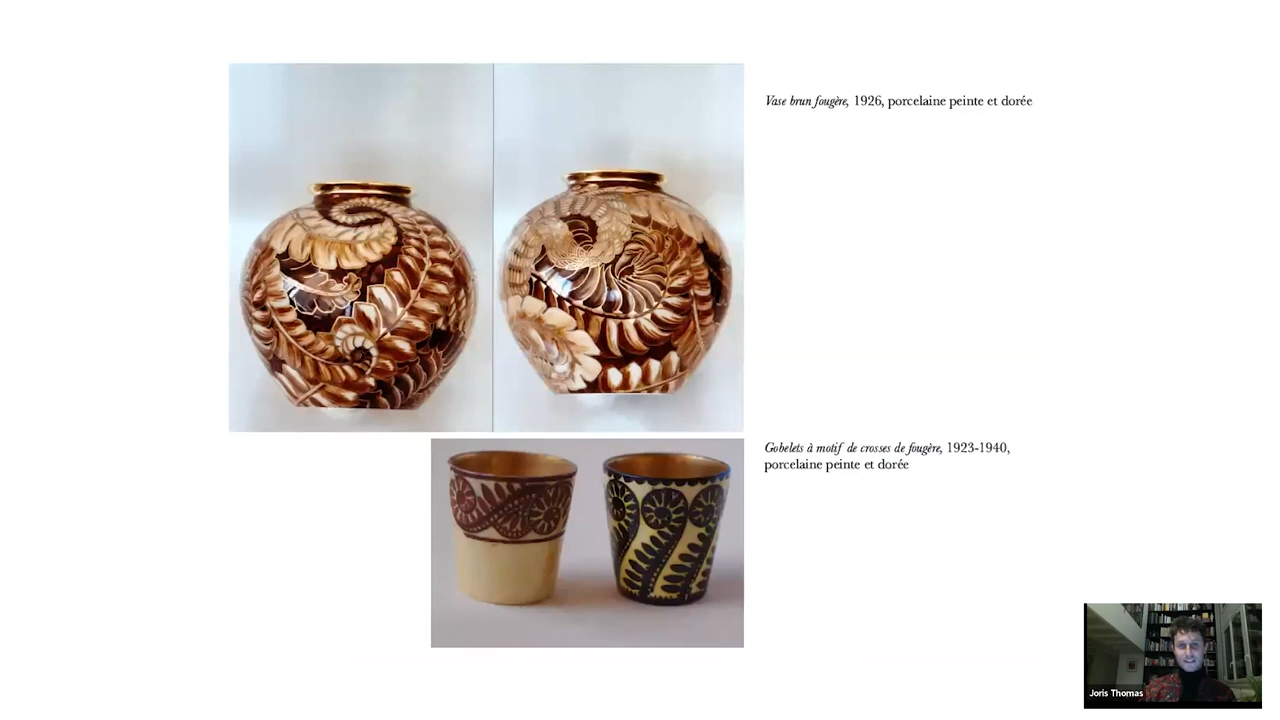 Vase brun fougère, 1926, porcelaine peinte et dorée
Gobelets à motif de crosses de fougère, 1923-1940,
porcelaine peinte et dorée
Joris Thomas